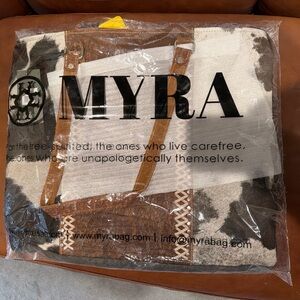 MYRA
for the free-spirited; the ones who live carefree.
the ones who are unapologetically themselves.
www.myrabag.com | info@myrabag.com